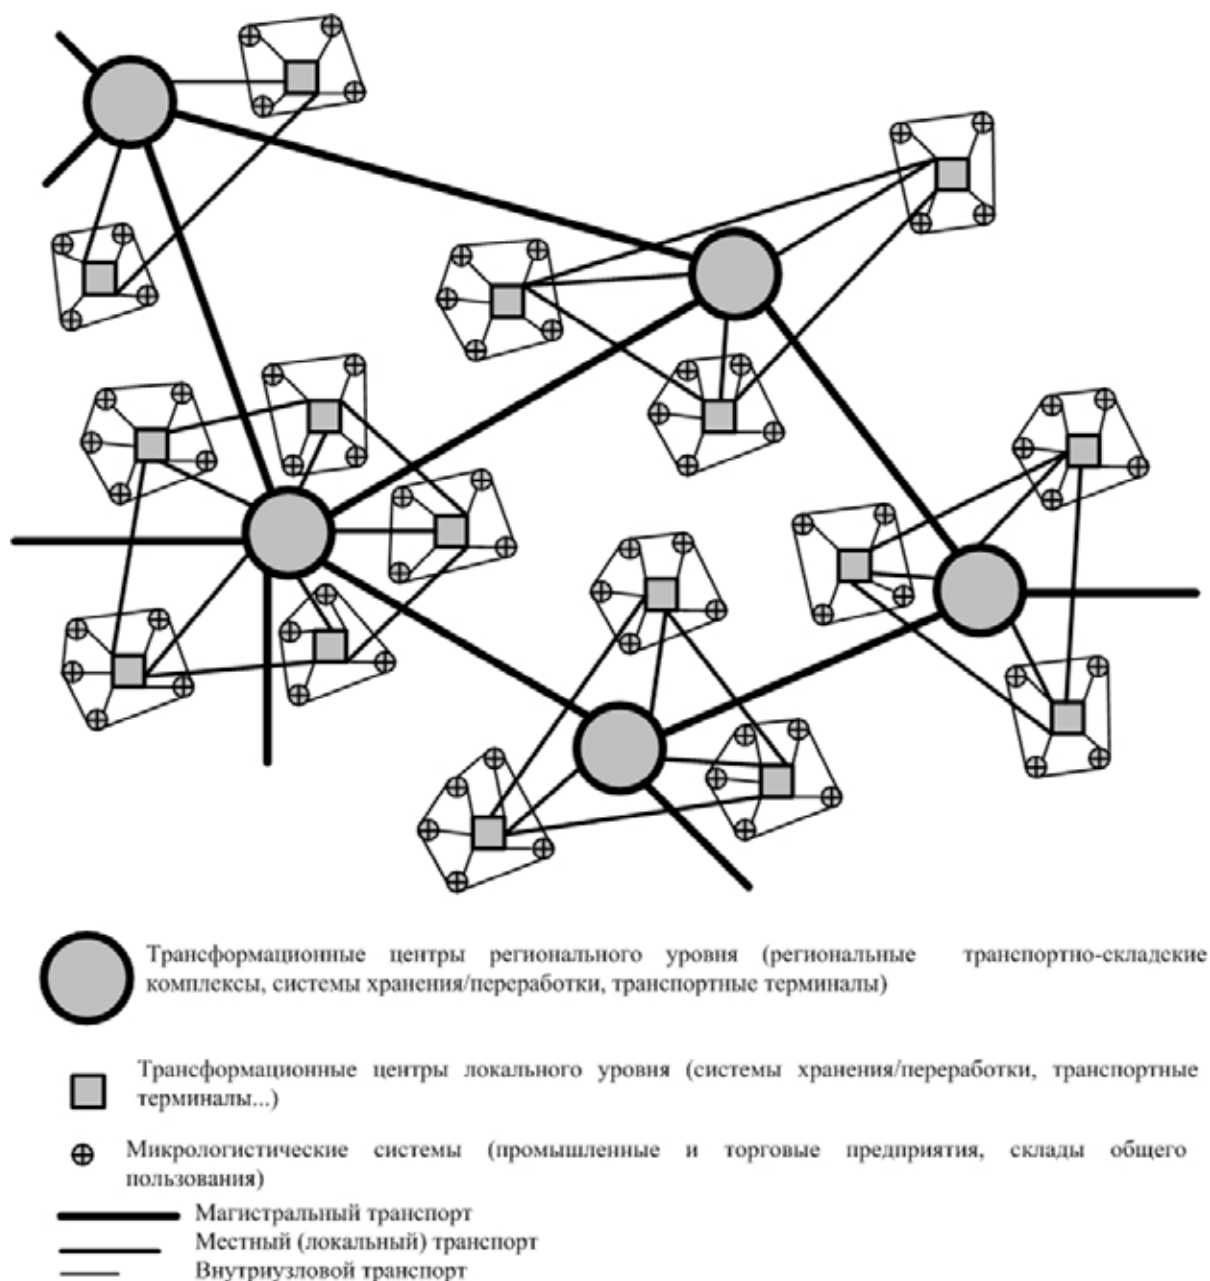 Трансформационные центры регионального уровня (региональные транспортно-складские
комплексы, системы хранения/переработки, транспортные терминалы)
Трансформационные центры локального уровня (системы хранения/переработки, транспортные
терминалы...)
Микрологистические системы (промышленные и торговые предприятия, склады общего
пользования)
Магистральный транспорт
Местный (локальный) транспорт
Внутриузловой транспорт